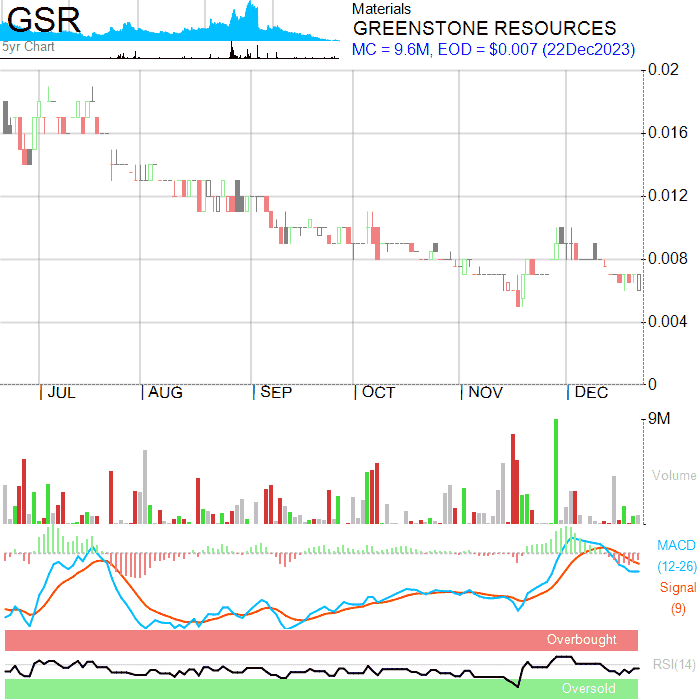 GSR
5yr Chart
Materials
GREENSTONE RESOURCES
MC = 9.6M, EOD = $0.007 (22Dec2023)
0.02
0.016
0.012
0.008
0.004
0
JUL AUG SEP OCT NOV DEC
9M
Volume
MACD
(12-26)
Signal
(9)
Overbought
RSI(14)
Oversold